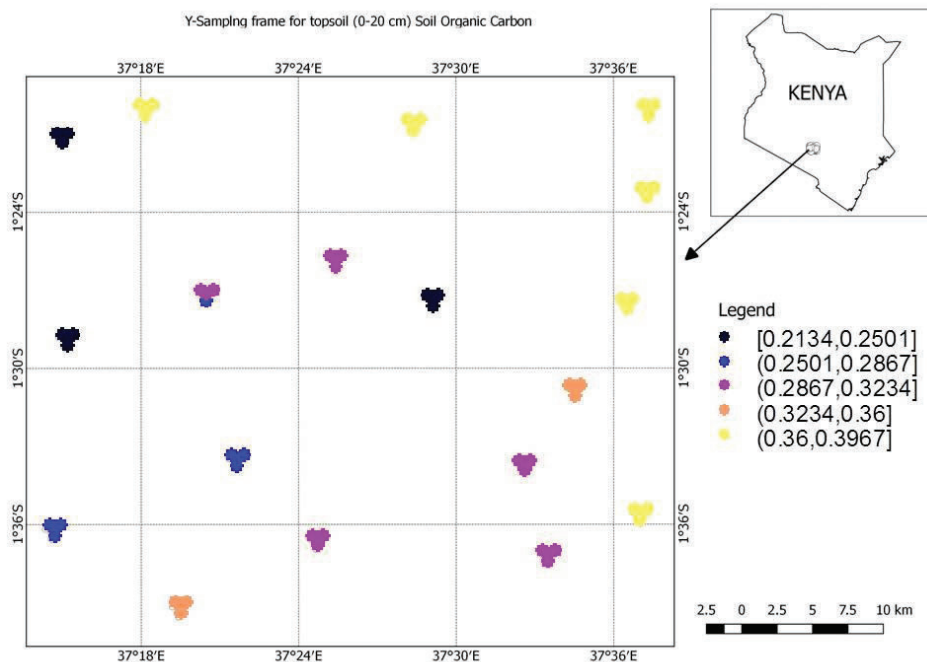 Y-Samplng frame for topsoil (0-20 cm) Soil Organic Carbon
37°18′E 37°24′E 37°30′E 37°36′E
KENYA
1°24′S 1°24′S
1°30′S 1°30′S
1°36′S 1°36′S
Legend
[0.2134,0.2501]
(0.2501,0.2867]
(0.2867,0.3234]
(0.3234,0.36]
(0.36,0.3967]
2.5 0 2.5 5 7.5 10 km
37°18′E 37°24′E 37°30′E 37°36′E